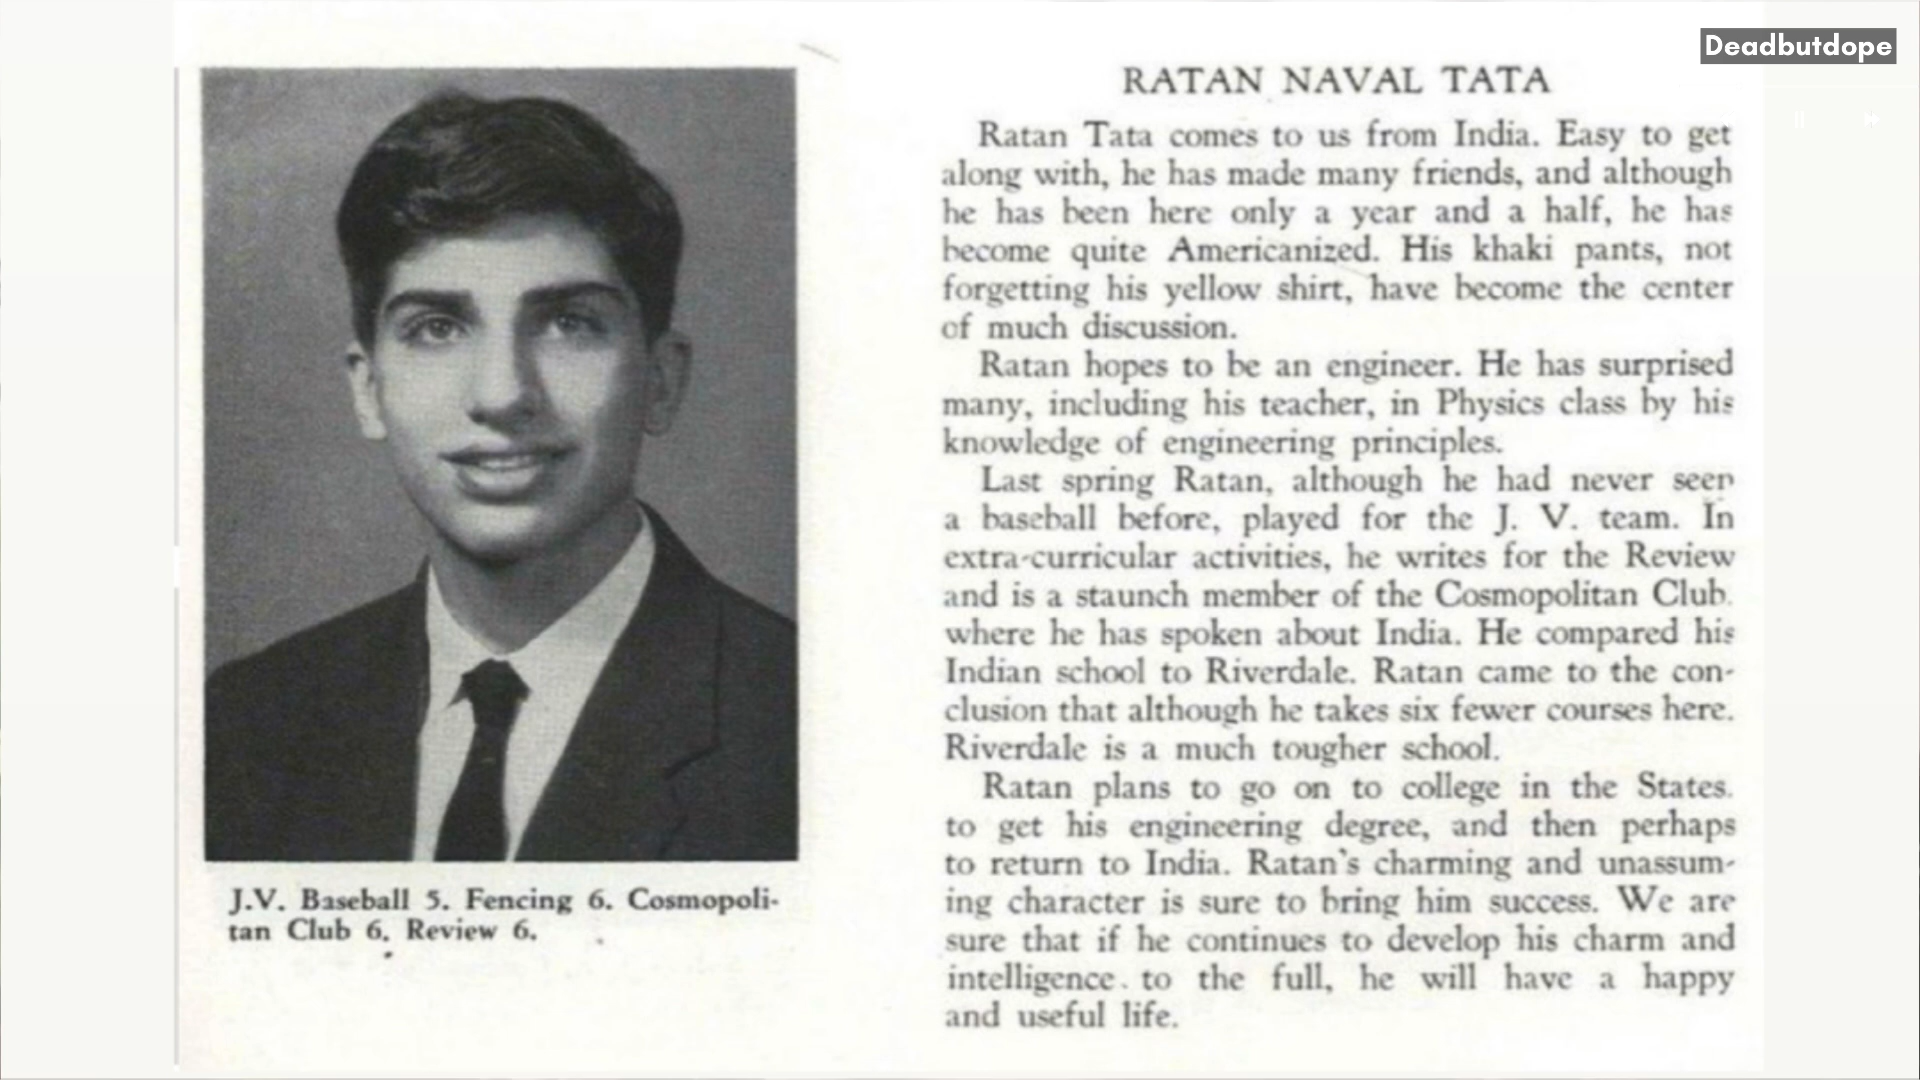 Deadbutdope
RATAN NAVAL TATA
Ratan Tata comes to us from India. Easy to get
along with, he has made many friends, and although
he has been here only a year and a half, he has
become quite Americanized. His khaki pants, not
forgetting his yellow shirt, have become the center
of much discussion.
Ratan hopes to be an engineer. He has surprised
many, including his teacher, in Physics class by his
knowledge of engineering principles.
Last spring Ratan, although he had never seen
a baseball before, played for the J. V. team. In
extra-curricular activities, he writes for the Review
and is a staunch member of the Cosmopolitan Club.
where he has spoken about India. He compared his
Indian school to Riverdale. Ratan came to the con-
clusion that although he takes six fewer courses here.
Riverdale is a much tougher school.
Ratan plans to go on to college in the States.
to get his engineering degree, and then perhaps
to return to India. Ratan's charming and unassum-
ing character is sure to bring him success. We are
sure that if he continues to develop his charm and
intelligence. to the full, he will have a happy
and useful life.
J.V. Baseball 5. Fencing 6. Cosmopoli-
tan Club 6. Review 6.